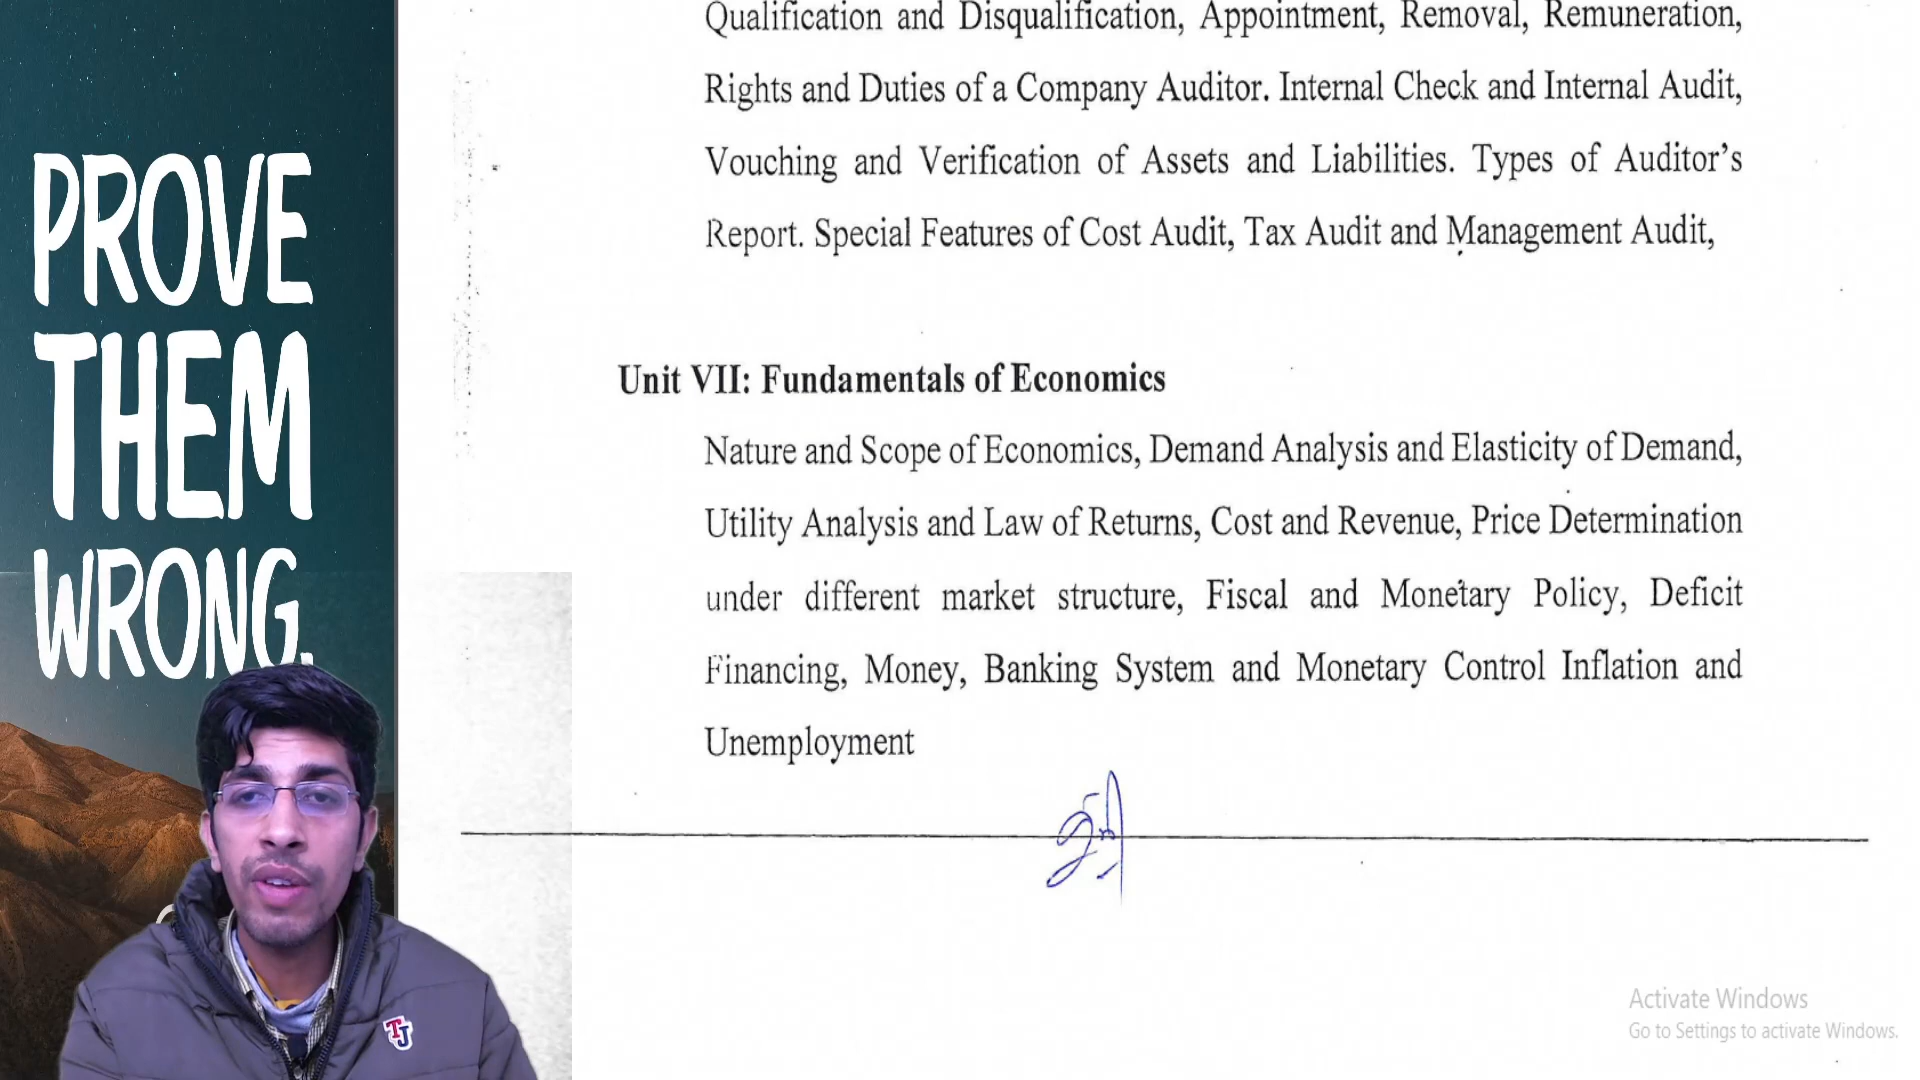 PROVE
THEM
WRONG.
Qualification and Disqualification, Appointment, Removal, Remuneration,
Rights and Duties of a Company Auditor. Internal Check and Internal Audit,
Vouching and Verification of Assets and Liabilities. Types of Auditor's
Report. Special Features of Cost Audit, Tax Audit and Management Audit,
Unit VII: Fundamentals of Economics
Nature and Scope of Economics, Demand Analysis and Elasticity of Demand,
Utility Analysis and Law of Returns, Cost and Revenue, Price Determination
under different market structure, Fiscal and Monetary Policy, Deficit
Financing, Money, Banking System and Monetary Control Inflation and
Unemployment
TJ
Activate Windows
Go to Settings to activate Windows.